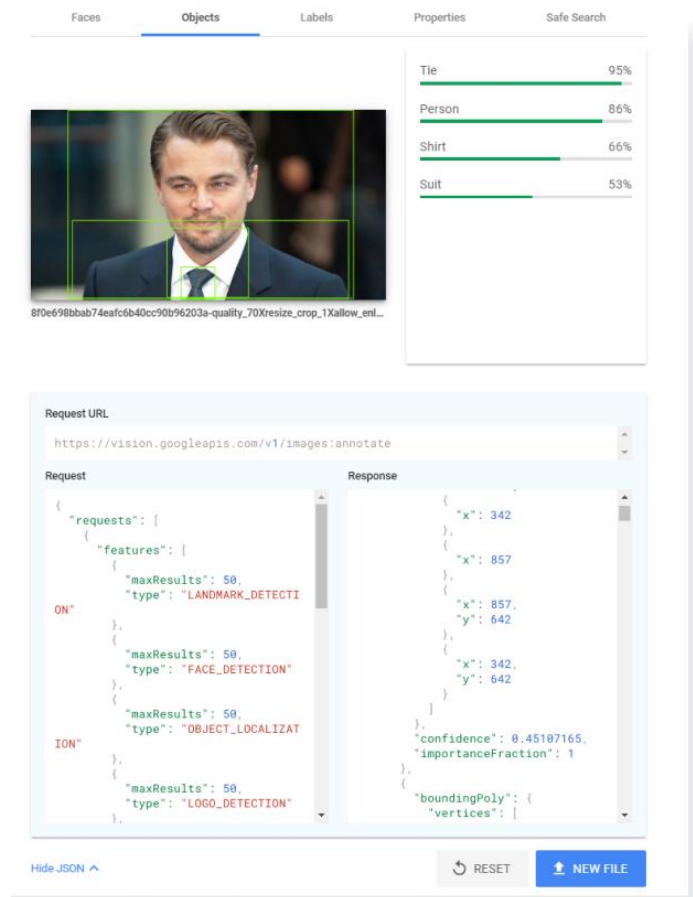 Faces Objects Labels Properties Safe Search
Tie 95%
Person 86%
Shirt 66%
Suit 53%
8f0e698bbab74eafc6b40cc90b96203a-quality_70Xresize_crop_1Xallow_enl...
Request URL
https://vision.googleapis.com/v1/images:annotate
Request
{
"requests": [
{
"features": [
{
"maxResults": 50,
"type": "LANDMARK_DETECTI
ON"
},
{
"maxResults": 50,
"type": "FACE_DETECTION"
},
{
"maxResults": 50,
"type": "OBJECT_LOCALIZAT
ION"
},
{
"maxResults": 50,
"type": "LOGO_DETECTION"
},
Response
{
"x": 342
},
{
"x": 857
},
{
"x": 857,
"y": 642
},
{
"x": 342,
"y": 642
}
]
},
"confidence": 0.45107165,
"importanceFraction": 1
},
{
"boundingPoly": {
"vertices": [
Hide JSON RESET NEW FILE